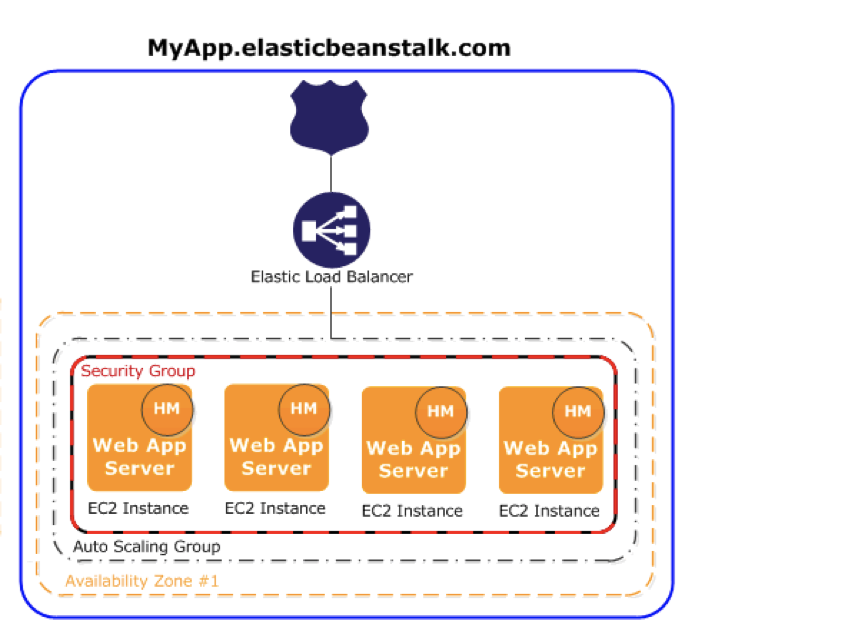 MyApp.elasticbeanstalk.com
Elastic Load Balancer
Security Group
HM
Web App
Server
EC2 Instance
HM
Web App
Server
EC2 Instance
HM
Web App
Server
EC2 Instance
HM
Web App
Server
EC2 Instance
Auto Scaling Group
Availability Zone #1